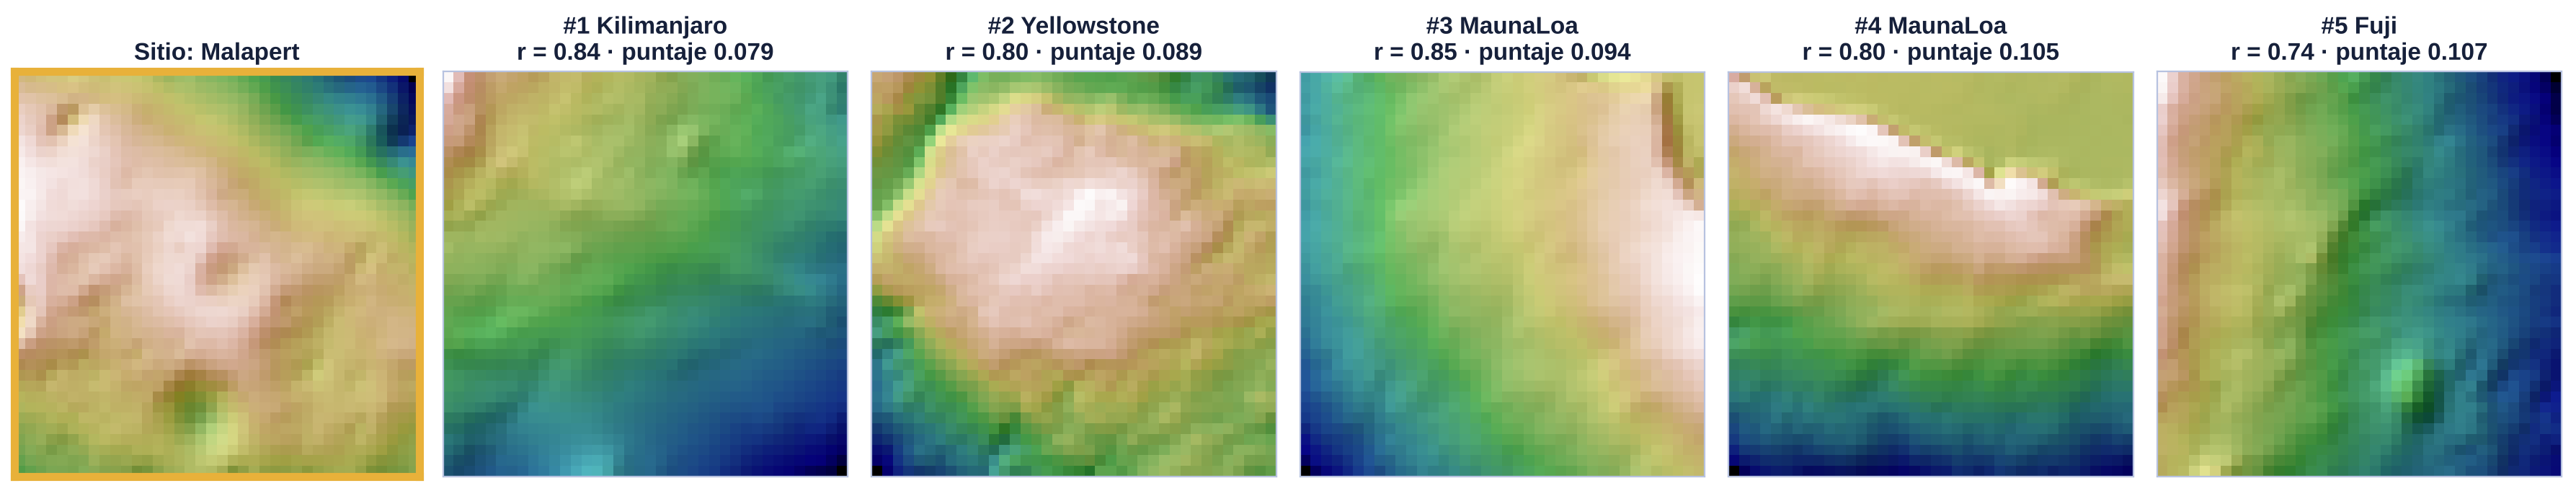 Sitio: Malapert
#1 Kilimanjaro
r = 0.84 · puntaje 0.079
#2 Yellowstone
r = 0.80 · puntaje 0.089
#3 MaunaLoa
r = 0.85 · puntaje 0.094
#4 MaunaLoa
r = 0.80 · puntaje 0.105
#5 Fuji
r = 0.74 · puntaje 0.107